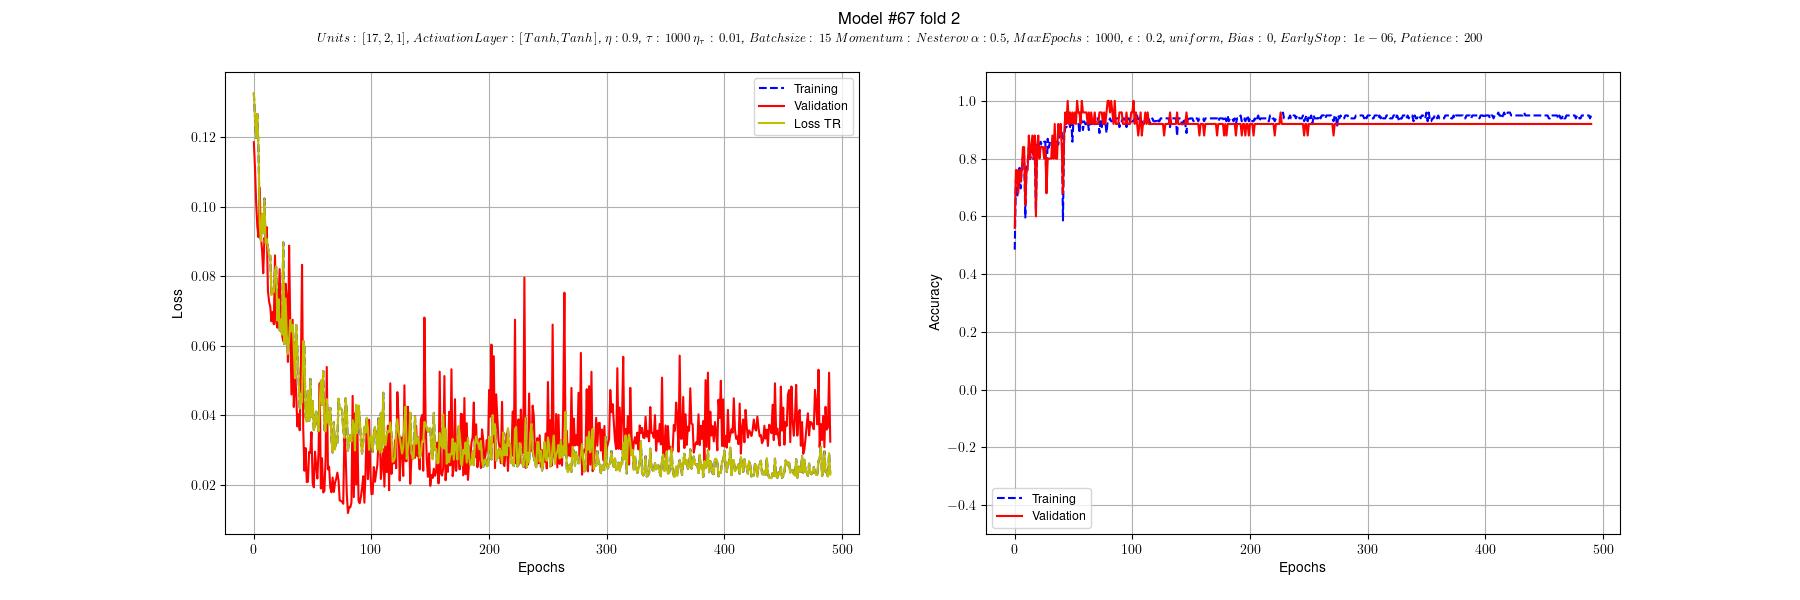 Model #67 fold 2
Units : [17, 2, 1], ActivationLayer : [Tanh, Tanh], η : 0.9, τ : 1000 ητ : 0.01, Batchsize : 15 Momentum : Nesterov α : 0.5, MaxEpochs : 1000, ϵ : 0.2, uniform, Bias : 0, EarlyStop : 1e − 06, Patience : 200
Training
Validation
Loss TR
0.12
0.10
0.08
0.06
0.04
0.02
Loss
0 100 200 300 400 500
Epochs
1.0
0.8
0.6
0.4
0.2
0.0
−0.2
−0.4
Accuracy
Training
Validation
0 100 200 300 400 500
Epochs